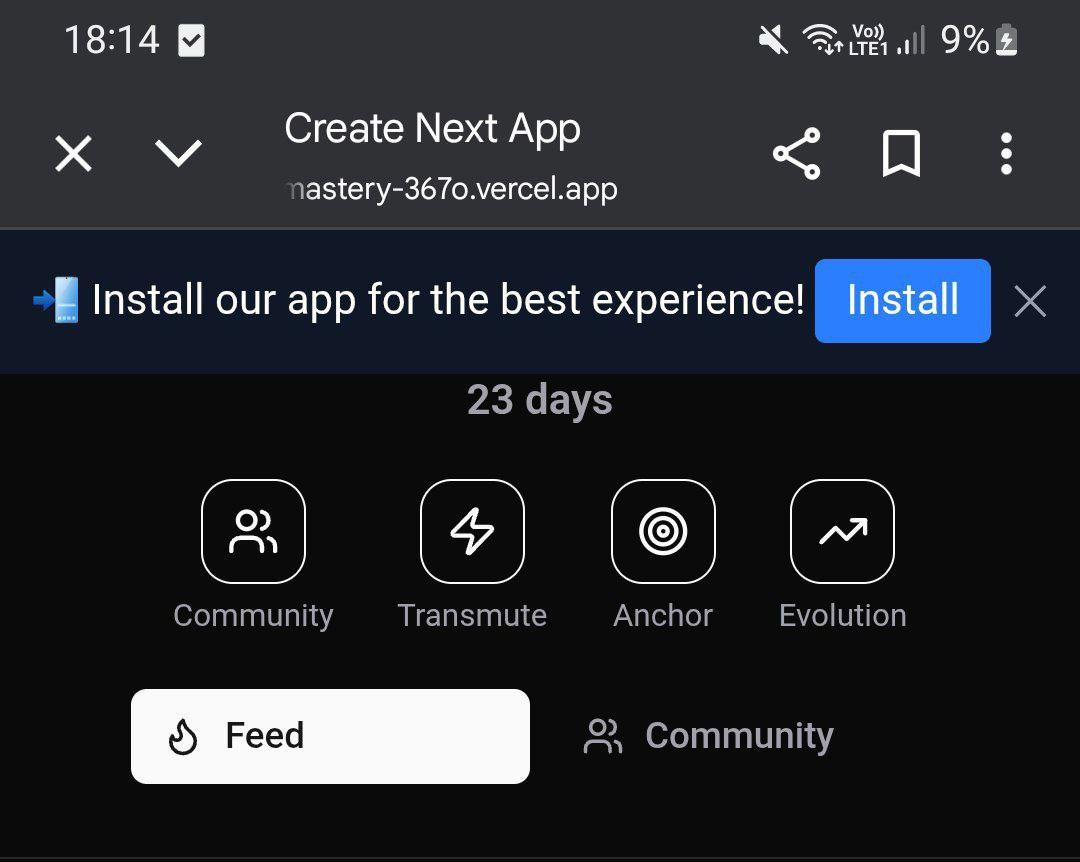 18:14
Vo)) LTE1 9%
Create Next App
mastery-367o.vercel.app
Install our app for the best experience! Install
23 days
Community Transmute Anchor Evolution
Feed Community